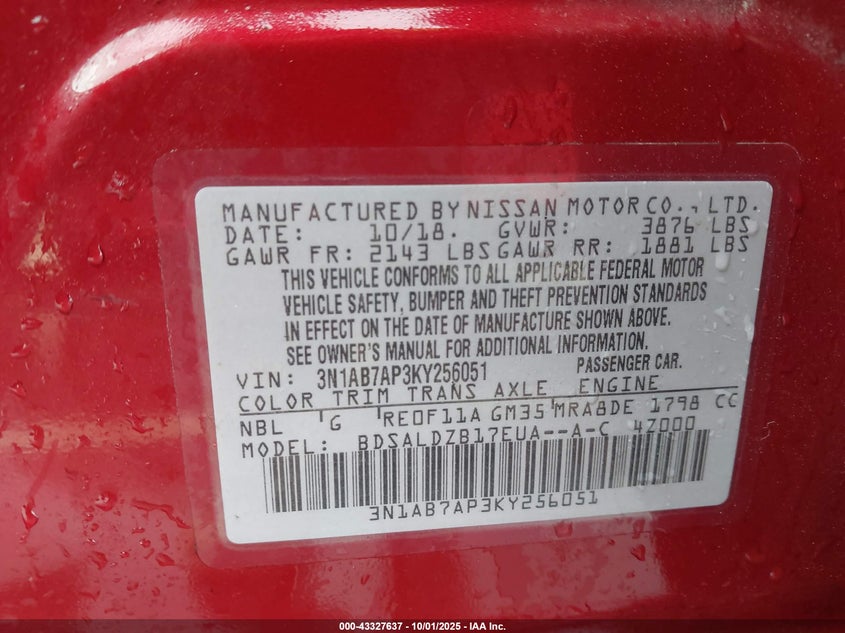 MANUFACTURED BY NISSAN MOTOR CO., LTD.
DATE: 10/18. GVWR: 3876 LBS
GAWR FR: 2143 LBS GAWR RR: 1881 LBS
THIS VEHICLE CONFORMS TO ALL APPLICABLE FEDERAL MOTOR
VEHICLE SAFETY, BUMPER AND THEFT PREVENTION STANDARDS
IN EFFECT ON THE DATE OF MANUFACTURE SHOWN ABOVE.
SEE OWNER'S MANUAL FOR ADDITIONAL INFORMATION.
VIN: 3N1AB7AP3KY256051 PASSENGER CAR.
COLOR TRIM TRANS AXLE ENGINE
NBL G RE0F11A GM35 MRA8DE 1798 CC
MODEL: BDSALDZB17EUA--A-C 4Z000
3N1AB7AP3KY256051
000-43327637 - 10/01/2025 - IAA Inc.